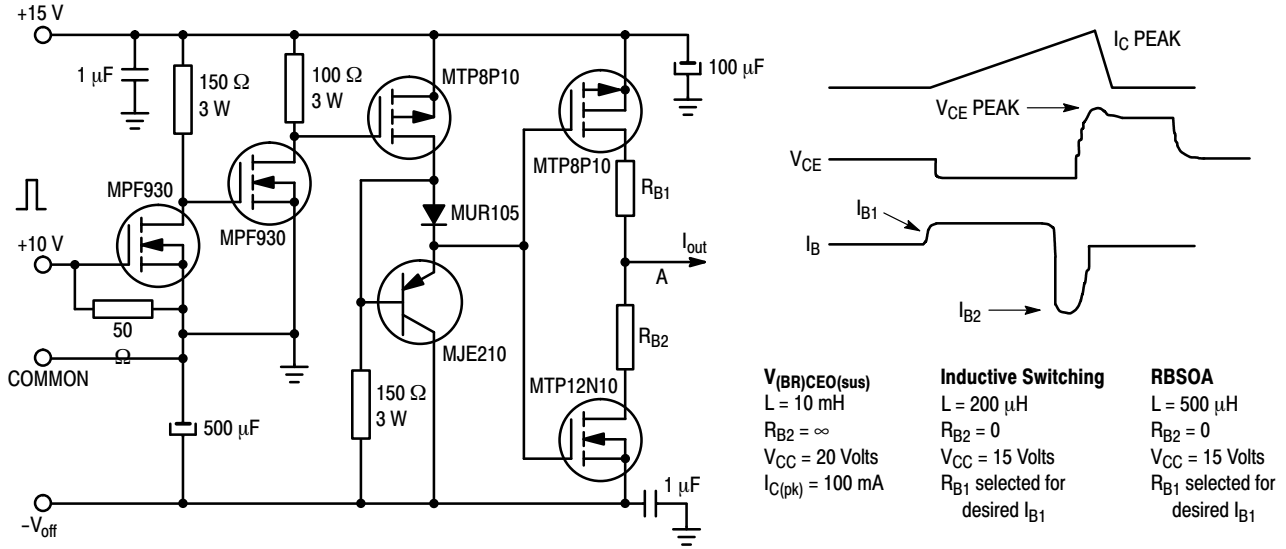 +15 V
1 μF
150 Ω
3 W
100 Ω
3 W
MTP8P10
100 μF
MTP8P10
R_B1
MPF930
MPF930
MUR105
+10 V
I_out
A
50
Ω
COMMON
MJE210
R_B2
MTP12N10
150 Ω
3 W
500 μF
1 μF
–V_off
I_C PEAK
V_CE PEAK
V_CE
I_B1
I_B
I_B2
V_(BR)CEO(sus)
L = 10 mH
R_B2 = ∞
V_CC = 20 Volts
I_C(pk) = 100 mA
Inductive Switching
L = 200 μH
R_B2 = 0
V_CC = 15 Volts
R_B1 selected for
desired I_B1
RBSOA
L = 500 μH
R_B2 = 0
V_CC = 15 Volts
R_B1 selected for
desired I_B1